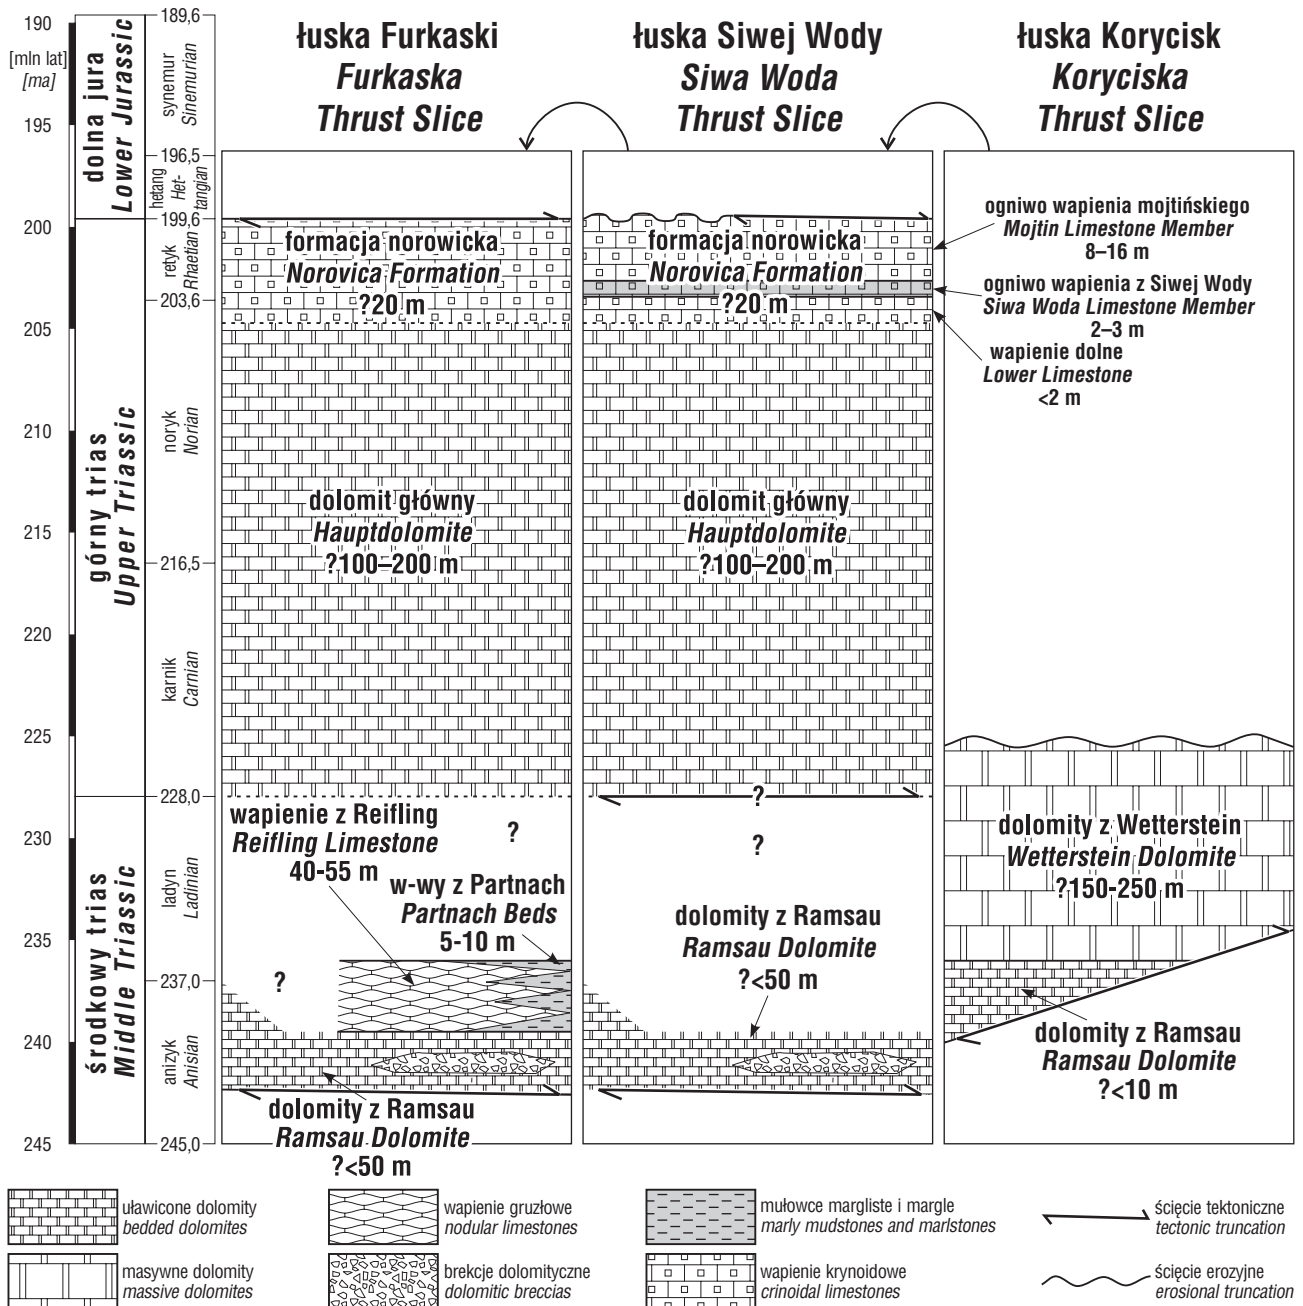 łuska Furkaski
Furkaska
Thrust Slice
łuska Siwej Wody
Siwa Woda
Thrust Slice
łuska Korycisk
Koryciska
Thrust Slice
190
[mln lat]
[ma]
195
200
205
210
215
220
225
230
235
240
245
dolna jura
Lower Jurassic
górny trias
Upper Triassic
środkowy trias
Middle Triassic
189,6
synemur
Sinemurian
196,5
hetang
Het-
tangian
199,6
retyk
Rhaetian
203,6
noryk
Norian
216,5
karnik
Carnian
228,0
ladyn
Ladinian
237,0
anizyk
Anisian
245,0
formacja norowicka
Norovica Formation
?20 m
dolomit główny
Hauptdolomite
?100–200 m
wapienie z Reifling
Reifling Limestone
40-55 m
?
w-wy z Partnach
Partnach Beds
5-10 m
?
dolomity z Ramsau
Ramsau Dolomite
?<50 m
formacja norowicka
Norovica Formation
?20 m
dolomit główny
Hauptdolomite
?100–200 m
?
?
dolomity z Ramsau
Ramsau Dolomite
?<50 m
ogniwo wapienia mojtińskiego
Mojtin Limestone Member
8–16 m
ogniwo wapienia z Siwej Wody
Siwa Woda Limestone Member
2–3 m
wapienie dolne
Lower Limestone
<2 m
dolomity z Wetterstein
Wetterstein Dolomite
?150-250 m
dolomity z Ramsau
Ramsau Dolomite
?<10 m
uławicone dolomity
bedded dolomites
wapienie gruzłowe
nodular limestones
mułowce margliste i margle
marly mudstones and marlstones
ścięcie tektoniczne
tectonic truncation
masywne dolomity
massive dolomites
brekcje dolomityczne
dolomitic breccias
wapienie krynoidowe
crinoidal limestones
ścięcie erozyjne
erosional truncation